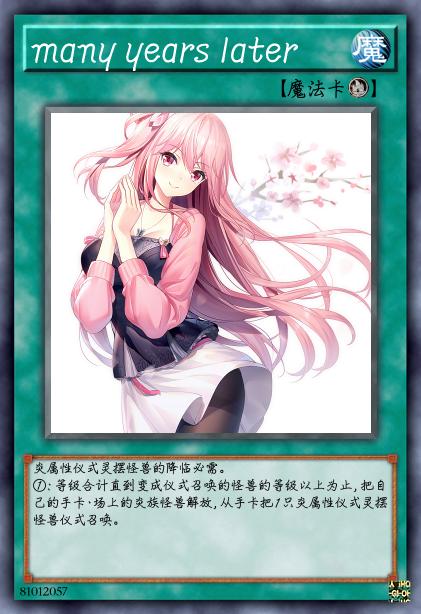 many years later
魔
【魔法卡】
炎属性仪式灵摆怪兽的降临必需。
①：等级合计直到变成仪式召唤的怪兽的等级以上为止，把自
己的手卡·场上的炎族怪兽解放，从手卡把1只炎属性仪式灵摆
怪兽仪式召唤。
81012057